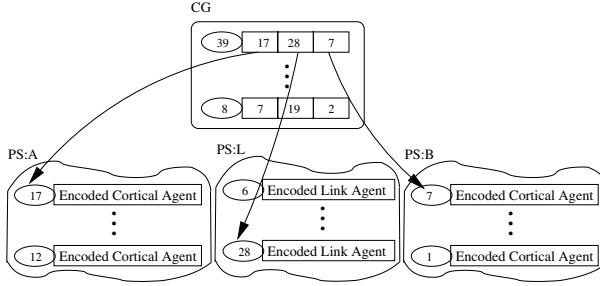 CG
39 17 28 7
8 7 19 2
PS:A PS:L PS:B
17 Encoded Cortical Agent 6 Encoded Link Agent 7 Encoded Cortical Agent
12 Encoded Cortical Agent 28 Encoded Link Agent 1 Encoded Cortical Agent